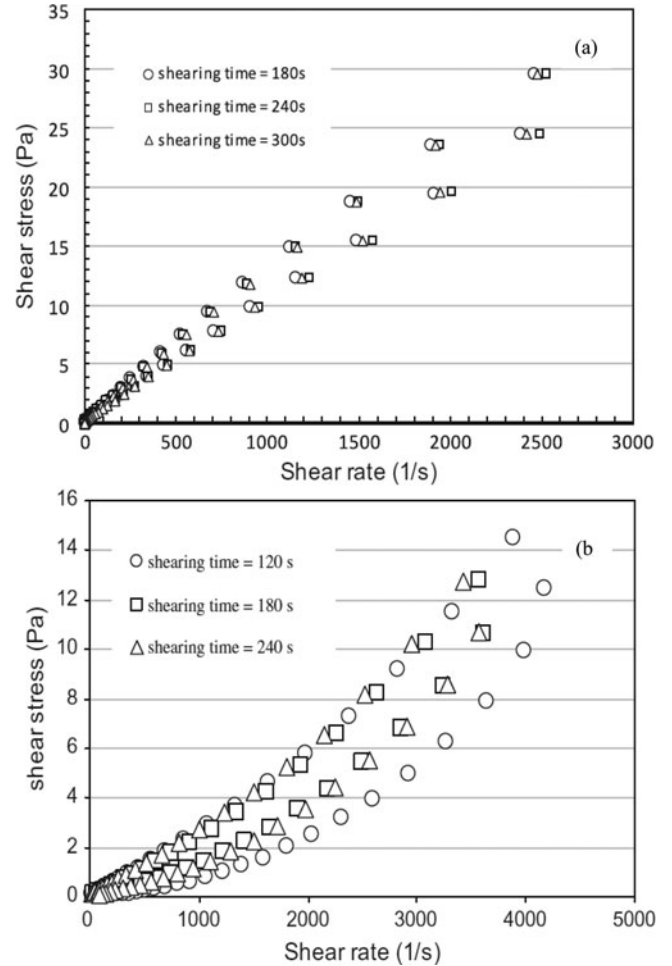 35
(a)
30
shearing time = 180s
25
shearing time = 240s
shearing time = 300s
20
15
10
5
0
Shear stress (Pa)
0 500 1000 1500 2000 2500 3000
Shear rate (1/s)
16
(b
14
shearing time = 120 s
12
shearing time = 180 s
10
shearing time = 240 s
8
6
4
2
0
shear stress (Pa)
0 1000 2000 3000 4000 5000
Shear rate (1/s)